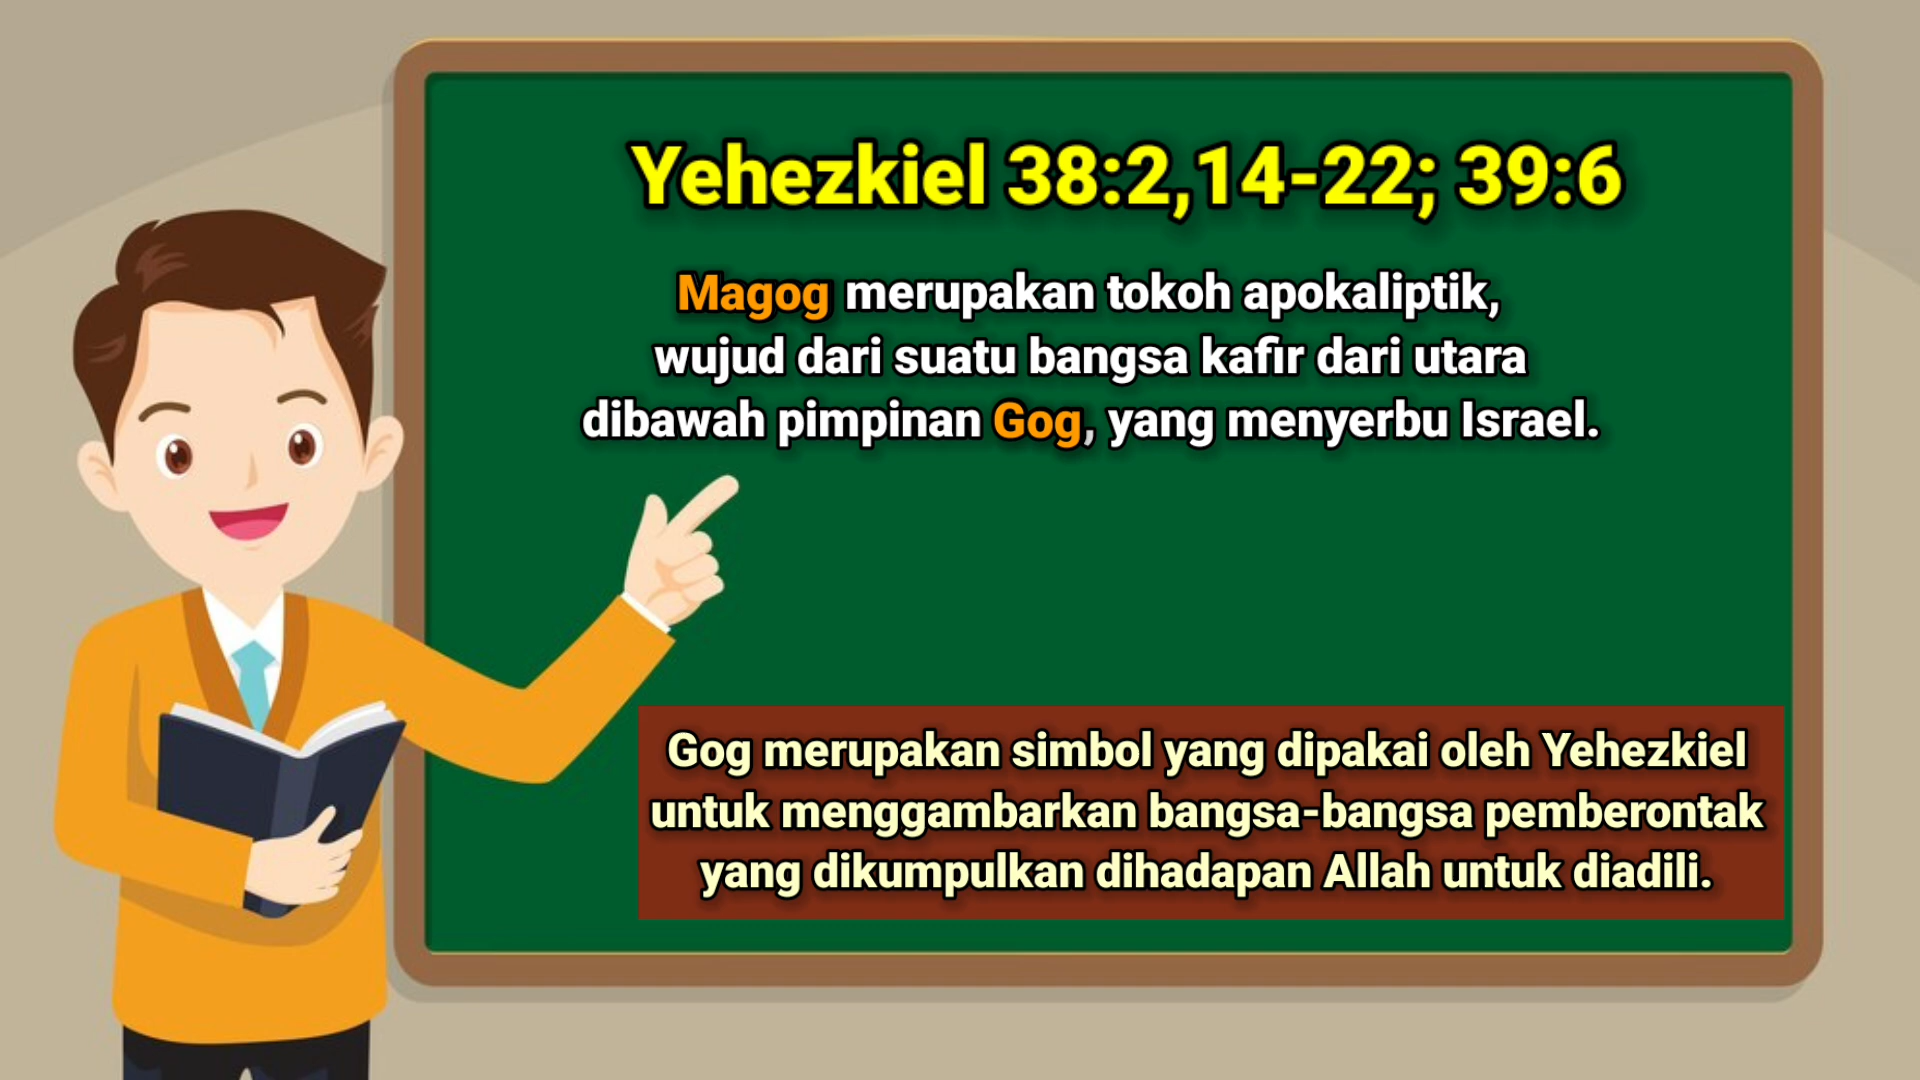 Yehezkiel 38:2,14-22; 39:6
Magog merupakan tokoh apokaliptik,
wujud dari suatu bangsa kafir dari utara
dibawah pimpinan Gog, yang menyerbu Israel.
Gog merupakan simbol yang dipakai oleh Yehezkiel
untuk menggambarkan bangsa-bangsa pemberontak
yang dikumpulkan dihadapan Allah untuk diadili.